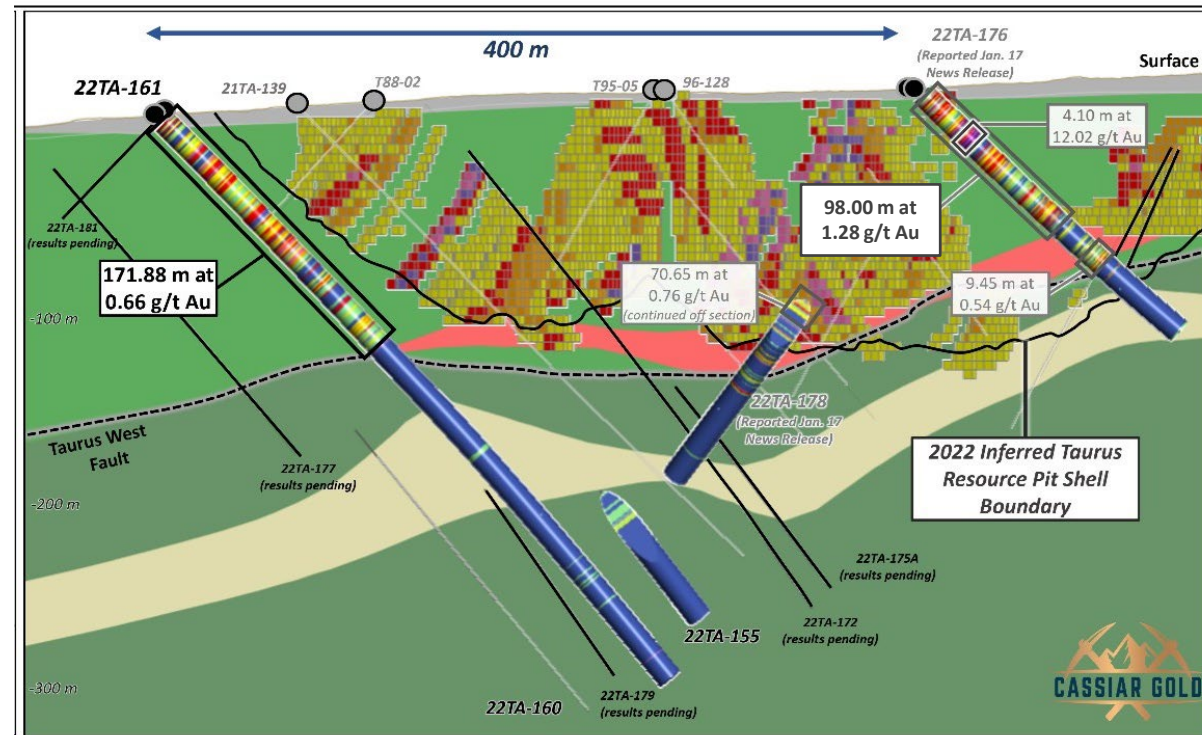 400 m
22TA-176
(Reported Jan. 17
News Release)
Surface
22TA-161
21TA-139
T88-02
T95-05
96-128
4.10 m at
12.02 g/t Au
98.00 m at
1.28 g/t Au
22TA-181
(results pending)
171.88 m at
0.66 g/t Au
70.65 m at
0.76 g/t Au
(continued off section)
9.45 m at
0.54 g/t Au
-100 m
22TA-178
(Reported Jan. 17
News Release)
Taurus West
Fault
22TA-177
(results pending)
2022 Inferred Taurus
Resource Pit Shell
Boundary
-200 m
22TA-175A
(results pending)
22TA-155
22TA-172
(results pending)
-300 m
22TA-179
(results pending)
22TA-160
CASSIAR GOLD